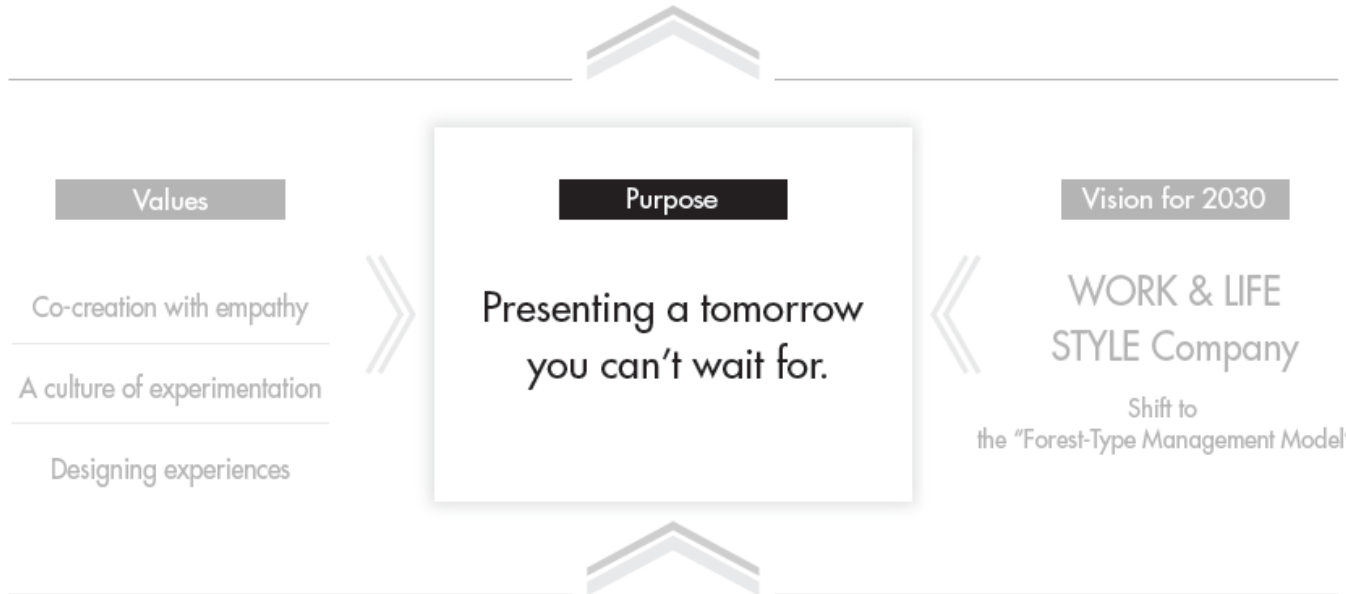 Values
Co-creation with empathy
A culture of experimentation
Designing experiences
Purpose
Presenting a tomorrow
you can't wait for.
Vision for 2030
WORK & LIFE
STYLE Company
Shift to
the “Forest-Type Management Model”